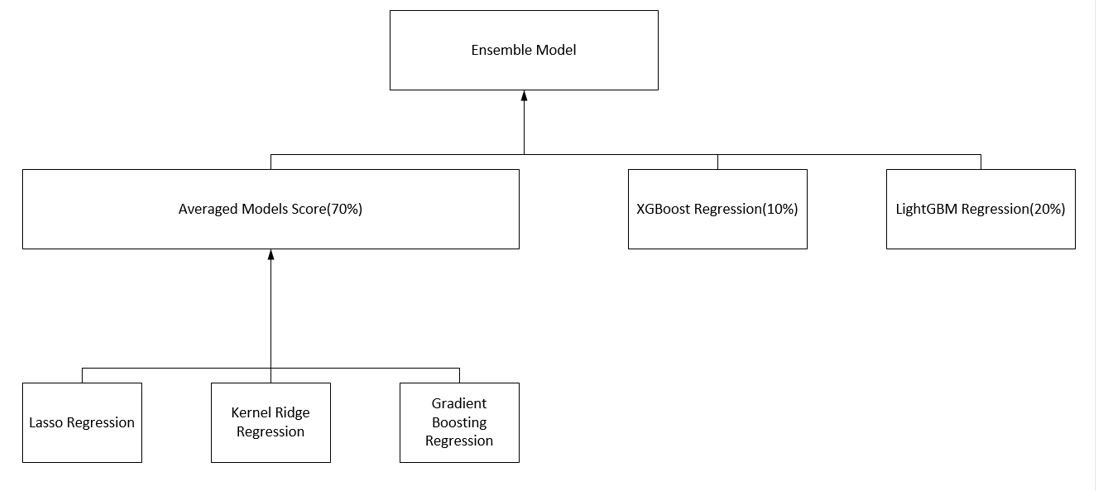 Ensemble Model
Averaged Models Score(70%)
XGBoost Regression(10%)
LightGBM Regression(20%)
Lasso Regression
Kernel Ridge
Regression
Gradient
Boosting
Regression